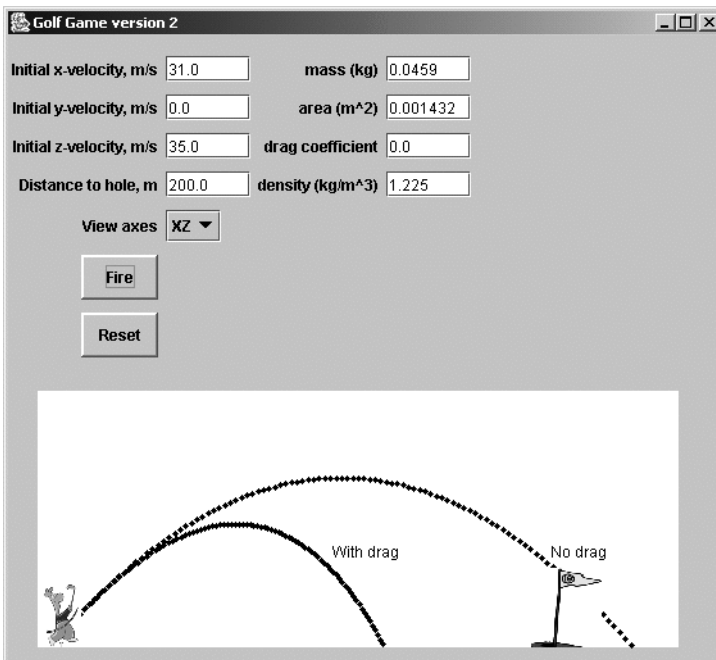 Golf Game version 2
Initial x-velocity, m/s 31.0 mass (kg) 0.0459
Initial y-velocity, m/s 0.0 area (m^2) 0.001432
Initial z-velocity, m/s 35.0 drag coefficient 0.0
Distance to hole, m 200.0 density (kg/m^3) 1.225
View axes XZ
Fire
Reset
With drag No drag